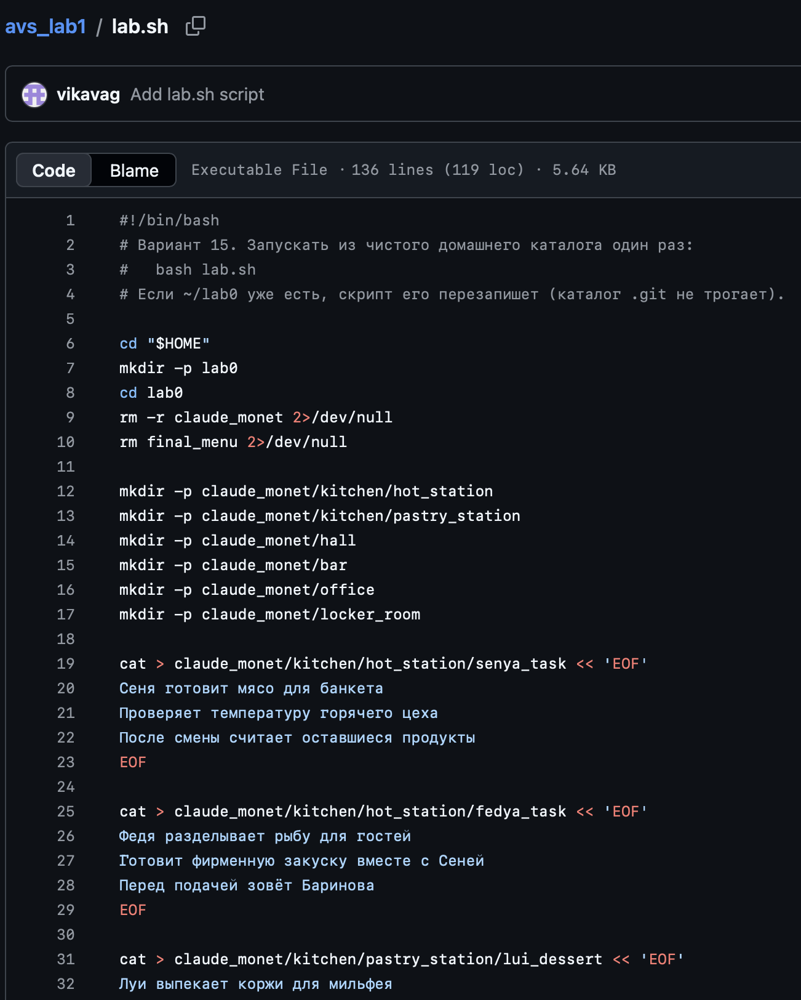 avs_lab1 / lab.sh
vikavag Add lab.sh script
Code Blame Executable File · 136 lines (119 loc) · 5.64 KB
1 #!/bin/bash
2 # Вариант 15. Запускать из чистого домашнего каталога один раз:
3 #   bash lab.sh
4 # Если ~/lab0 уже есть, скрипт его перезапишет (каталог .git не трогает).
5
6 cd "$HOME"
7 mkdir -p lab0
8 cd lab0
9 rm -r claude_monet 2>/dev/null
10 rm final_menu 2>/dev/null
11
12 mkdir -p claude_monet/kitchen/hot_station
13 mkdir -p claude_monet/kitchen/pastry_station
14 mkdir -p claude_monet/hall
15 mkdir -p claude_monet/bar
16 mkdir -p claude_monet/office
17 mkdir -p claude_monet/locker_room
18
19 cat > claude_monet/kitchen/hot_station/senya_task << 'EOF'
20 Сеня готовит мясо для банкета
21 Проверяет температуру горячего цеха
22 После смены считает оставшиеся продукты
23 EOF
24
25 cat > claude_monet/kitchen/hot_station/fedya_task << 'EOF'
26 Федя разделывает рыбу для гостей
27 Готовит фирменную закуску вместе с Сеней
28 Перед подачей зовёт Баринова
29 EOF
30
31 cat > claude_monet/kitchen/pastry_station/lui_dessert << 'EOF'
32 Луи выпекает коржи для мильфея